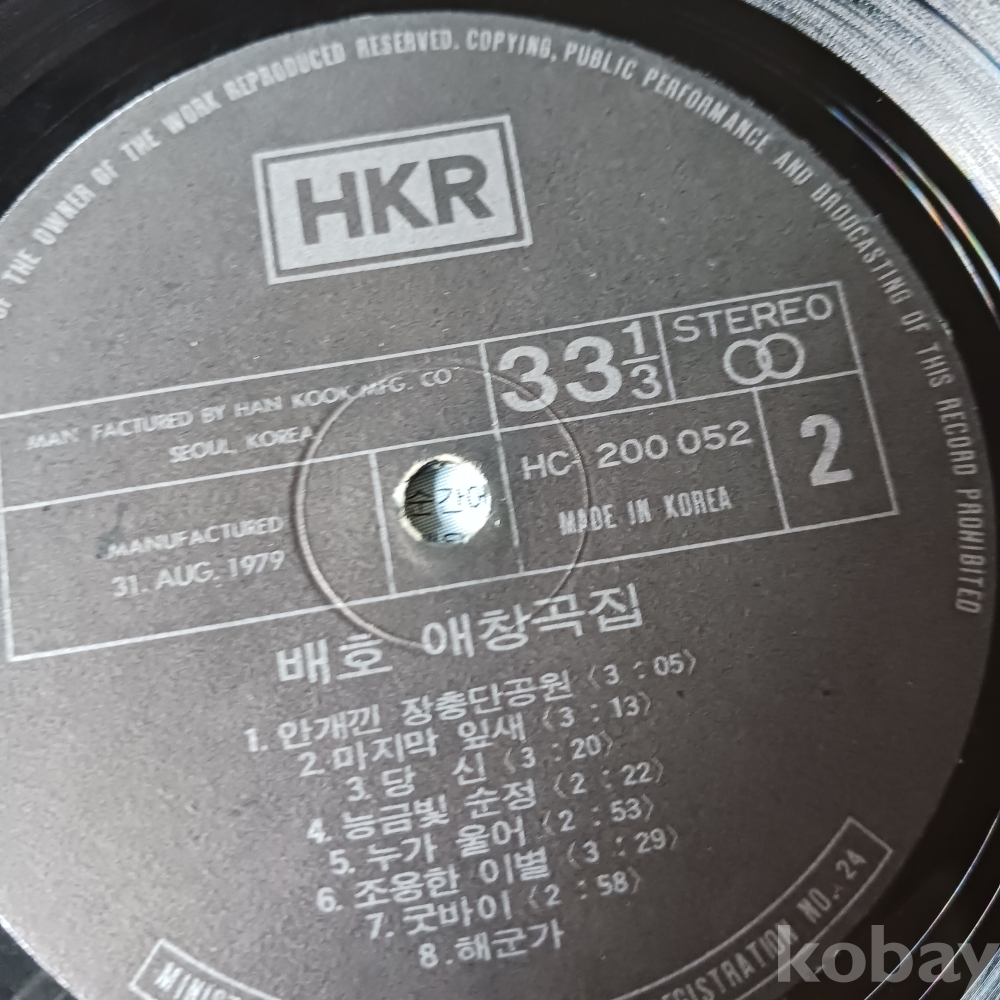 OF THE OWNER OF THE WORK REPRODUCED RESERVED. COPYING, PUBLIC PERFORMANCE AND BRODCASTING OF THIS RECORD PROHIBITED
HKR
MAN FACTURED BY HAN KOOK MFG. CO
SEOUL, KOREA
33 1/3
STEREO
HC- 200 052
MADE IN KOREA
2
MANUFACTURED
31. AUG. 1979
배호 애창곡집
1. 안개낀 장충단공원〈3 : 05〉
2. 마지막 잎새〈3 : 13〉
3. 당 신〈3 : 20〉
4. 능금빛 순정〈2 : 22〉
5. 누가 울어〈2 : 53〉
6. 조용한 이별〈3 : 29〉
7. 굿바이〈2 : 58〉
8. 해군가
NO. 24
kobay